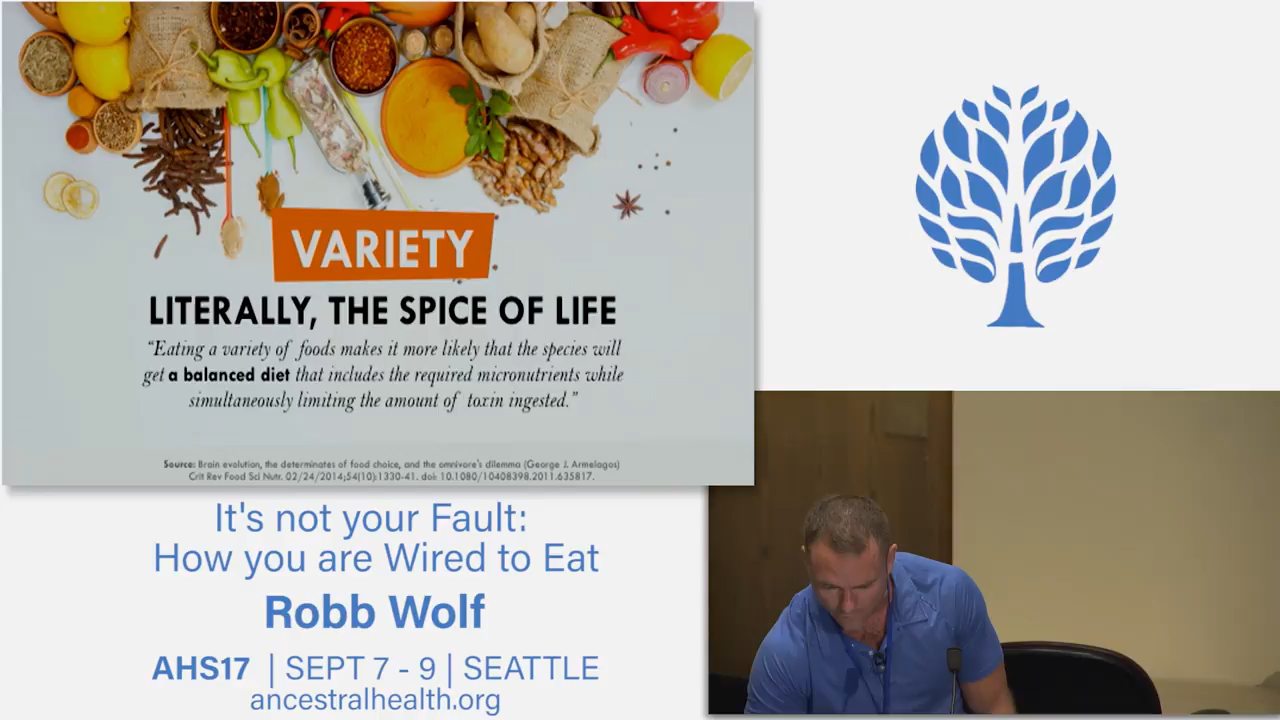 VARIETY
LITERALLY, THE SPICE OF LIFE
“Eating a variety of foods makes it more likely that the species will
get a balanced diet that includes the required micronutrients while
simultaneously limiting the amount of toxin ingested.”
Source: Brain evolution, the determinates of food choice, and the omnivore's dilemma (George J. Armelagos)
Crit Rev Food Sci Nutr. 02/24/2014;54(10):1330-41. doi: 10.1080/10408398.2011.635817.
It's not your Fault:
How you are Wired to Eat
Robb Wolf
AHS17 | SEPT 7 - 9 | SEATTLE
ancestralhealth.org